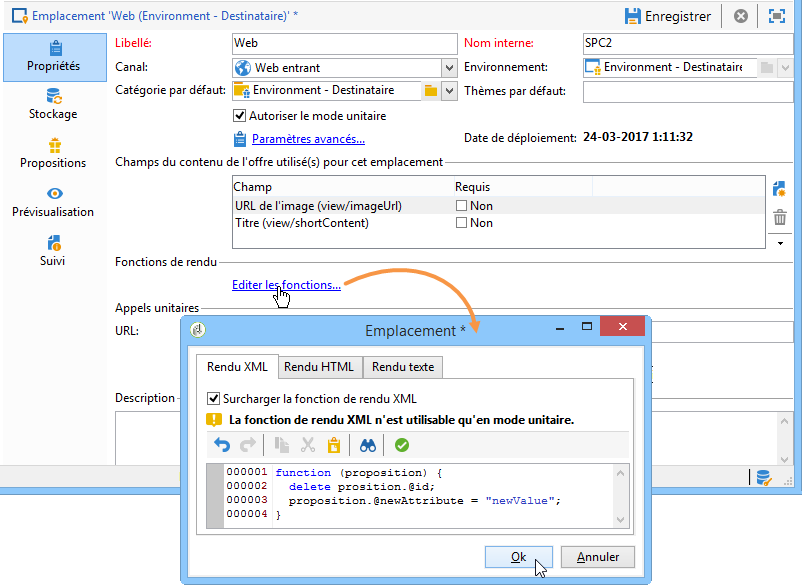 Emplacement 'Web (Environment - Destinataire)' *
Enregistrer
Propriétés
Stockage
Propositions
Prévisualisation
Suivi
Libellé: Web Nom interne: SPC2
Canal: Web entrant Environnement: Environment - Destinataire
Catégorie par défaut: Environment - Destinataire Thèmes par défaut:
Autoriser le mode unitaire
Paramètres avancés... Date de déploiement: 24-03-2017 1:11:32
Champs du contenu de l'offre utilisé(s) pour cet emplacement
Champ Requis
URL de l'image (view/imageUrl) Non
Titre (view/shortContent) Non
Fonctions de rendu
Editer les fonctions...
Appels unitaires
URL:
Description
Emplacement *
Rendu XML Rendu HTML Rendu texte
Surcharger la fonction de rendu XML
La fonction de rendu XML n'est utilisable qu'en mode unitaire.
000001 function (proposition) {
000002 delete prosition.@id;
000003 proposition.@newAttribute = "newValue";
000004 }
Ok Annuler